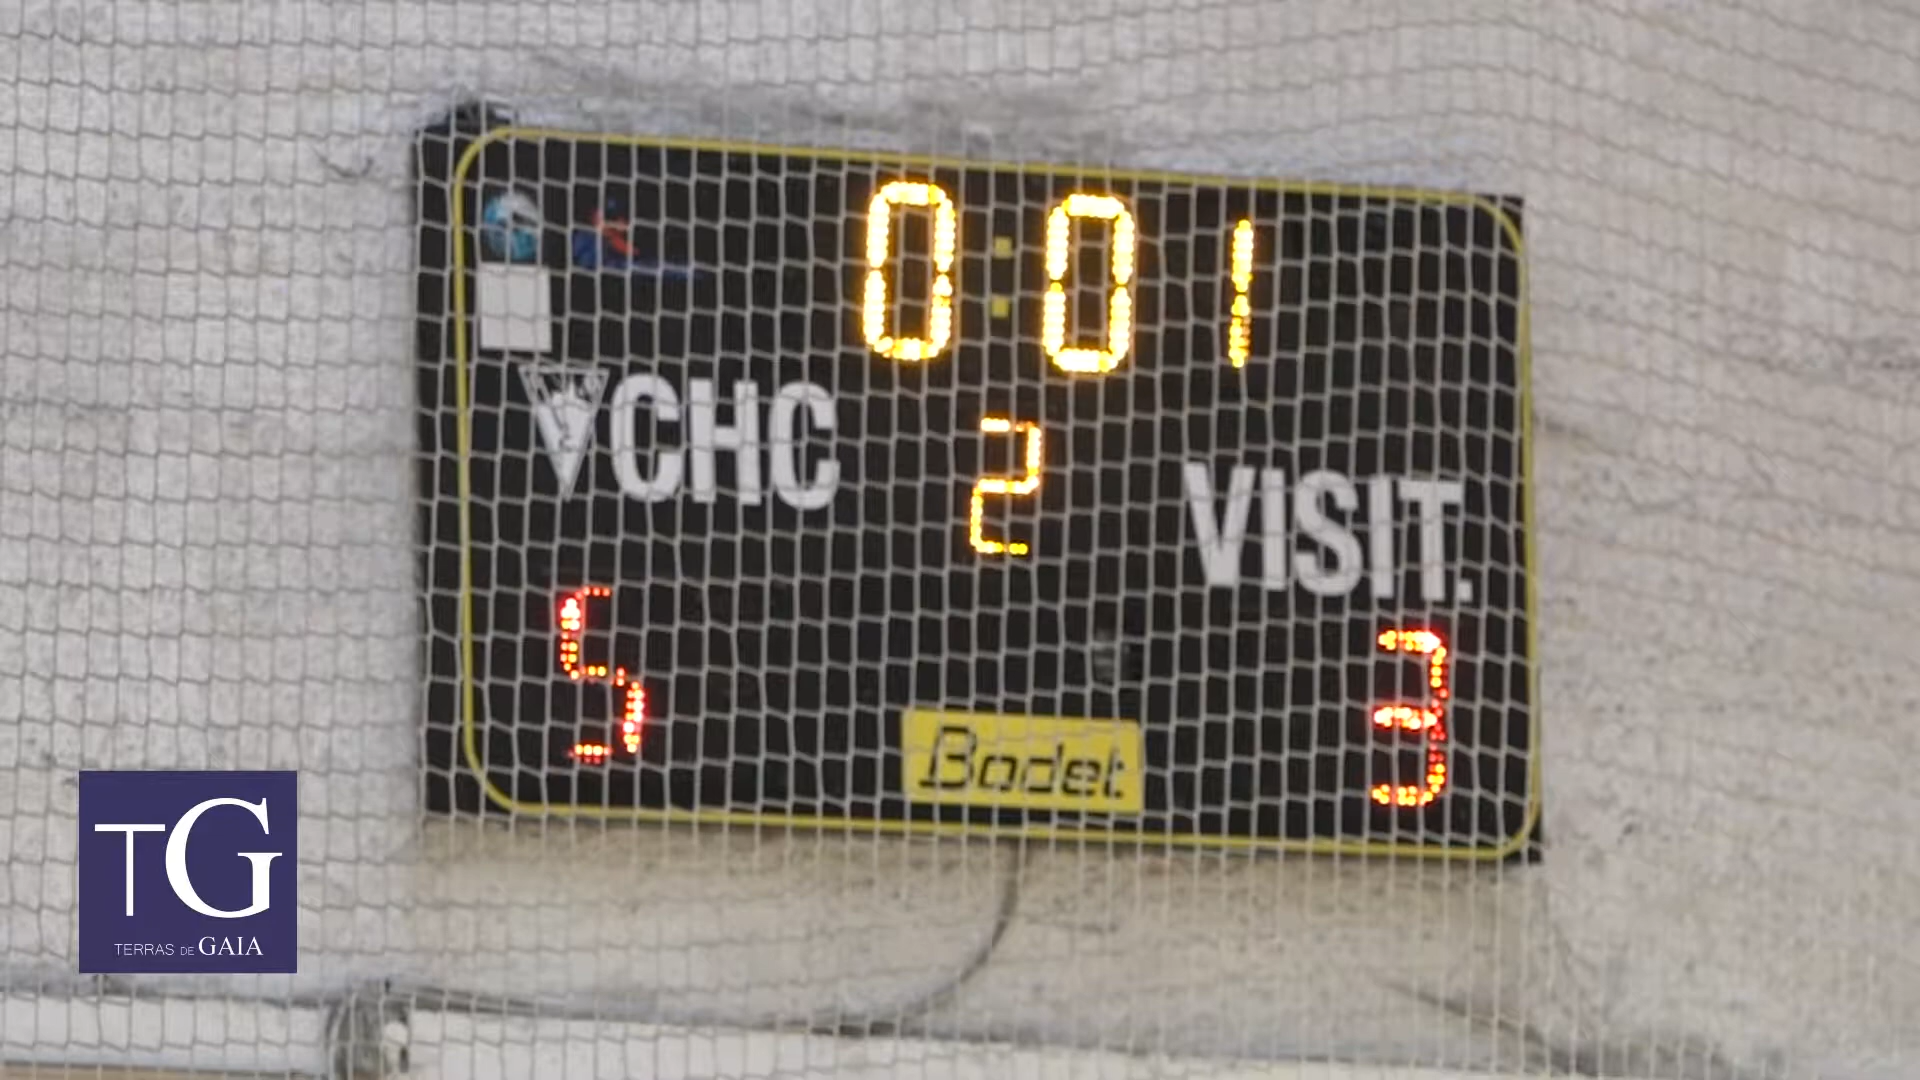 0:01
CHC
2
VISIT.
5
3
Bodet
TG
TERRAS DE GAIA